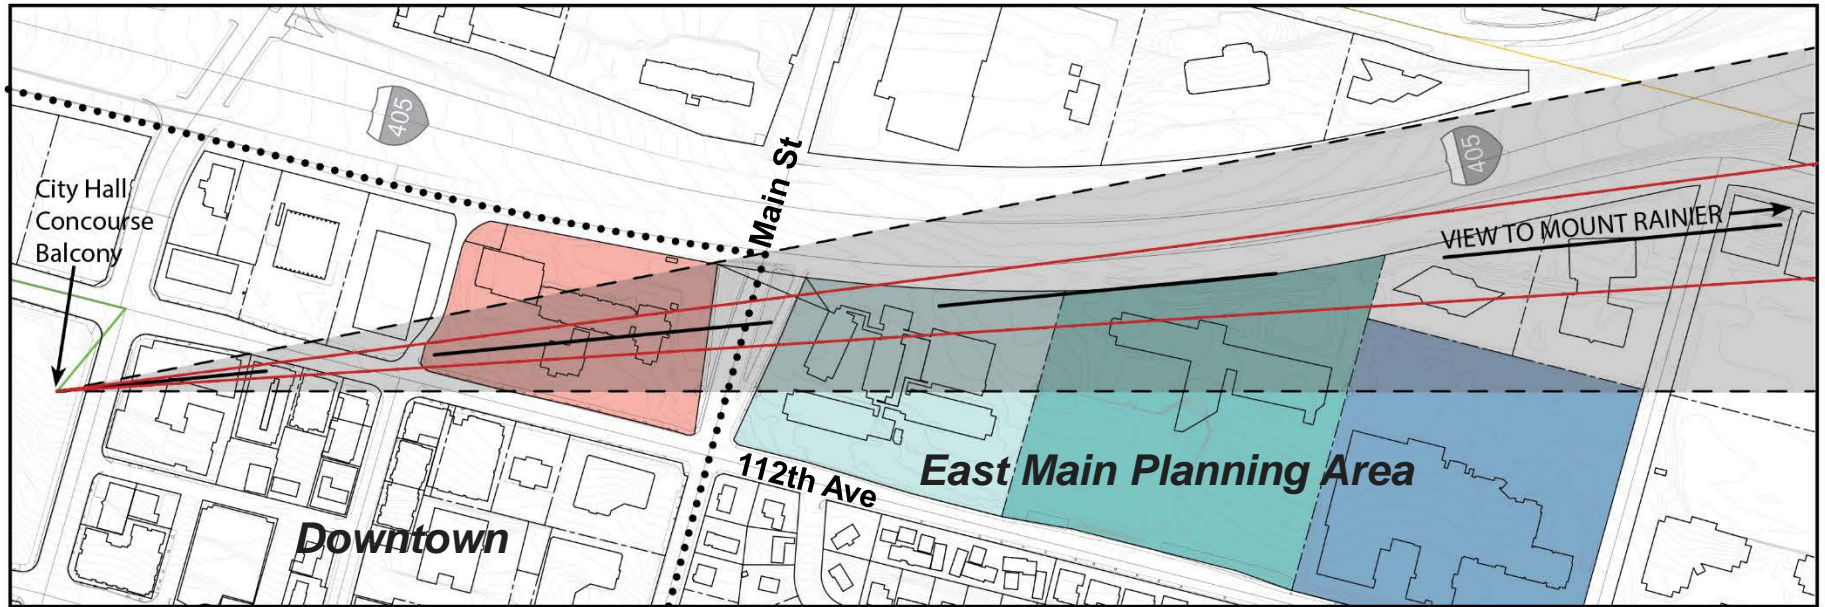 405
Main St
405
City Hall
Concourse
Balcony
VIEW TO MOUNT RAINIER
112th Ave
East Main Planning Area
Downtown